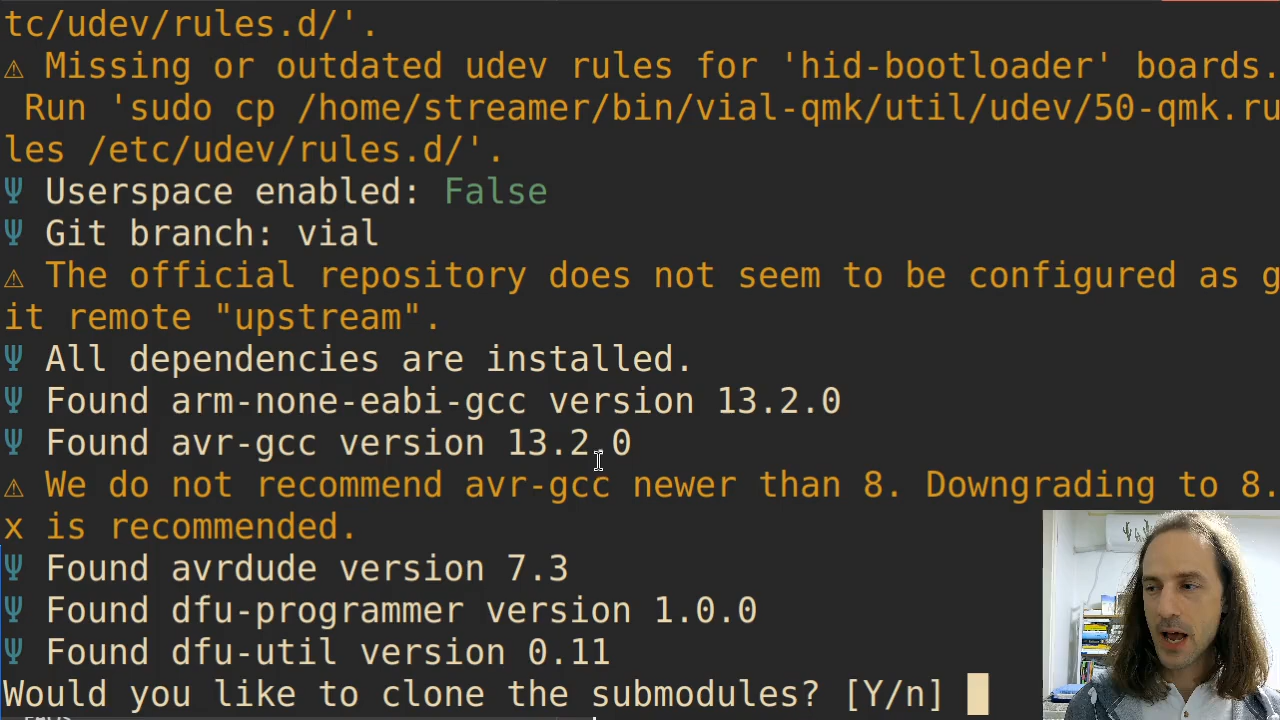 tc/udev/rules.d/'.
⚠ Missing or outdated udev rules for 'hid-bootloader' boards.
Run 'sudo cp /home/streamer/bin/vial-qmk/util/udev/50-qmk.ru
les /etc/udev/rules.d/'.
Ψ Userspace enabled: False
Ψ Git branch: vial
⚠ The official repository does not seem to be configured as g
it remote "upstream".
Ψ All dependencies are installed.
Ψ Found arm-none-eabi-gcc version 13.2.0
Ψ Found avr-gcc version 13.2.0
⚠ We do not recommend avr-gcc newer than 8. Downgrading to 8.
x is recommended.
Ψ Found avrdude version 7.3
Ψ Found dfu-programmer version 1.0.0
Ψ Found dfu-util version 0.11
Would you like to clone the submodules? [Y/n]